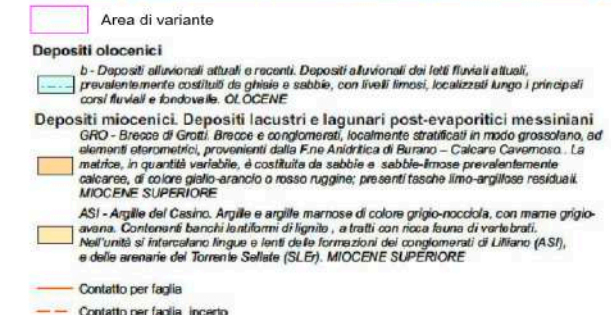 Area di variante
Depositi olocenici
b - Depositi alluvionali attuali e recenti. Depositi alluvionali dei letti fluviali attuali,
prevalentemente costituiti da ghiaie e sabbie, con livelli limosi, localizzati lungo i principali
corsi fluviali e fondovalle. OLOCENE
Depositi miocenici. Depositi lacustri e lagunari post-evaporitici messiniani
GRO - Brecce di Grotti. Brecce e conglomerati, localmente stratificati in modo grossolano, ad
elementi eterometrici, provenienti dalla F.ne Anidritica di Burano – Calcare Cavernoso.. La
matrice, in quantità variabile, è costituita da sabbie e sabbie-limose prevalentemente
calcaree, di colore giallo-arancio o rosso ruggine; presenti tasche limo-argillose residuali.
MIOCENE SUPERIORE
ASI - Argille del Casino. Argille e argille marnose di colore grigio-nocciola, con marne grigio-
avana. Contenenti banchi lentiformi di lignite , a tratti con ricca fauna di vertebrati.
Nell'unità si intercalano lingue e lenti delle formazioni dei conglomerati di Lilliano (ASI),
e delle arenarie del Torrente Sellate (SLEr). MIOCENE SUPERIORE
Contatto per faglia
Contatto per faglia, incerto